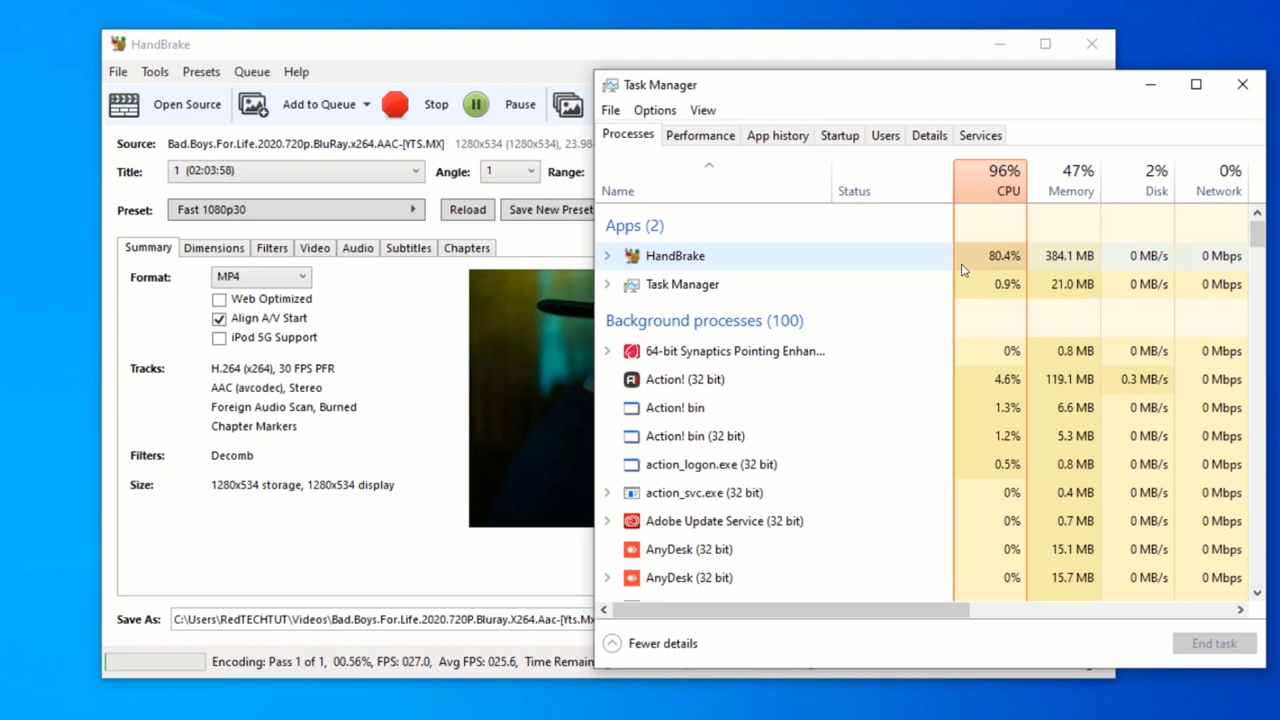 HandBrake
File Tools Presets Queue Help
Open Source Add to Queue Stop Pause
Source: Bad.Boys.For.Life.2020.720p.BluRay.x264.AAC-[YTS.MX] 1280x534 (1280x534), 23.98
Title: 1 (02:03:58) Angle: 1 Range:
Preset: Fast 1080p30 Reload Save New Preset
Summary Dimensions Filters Video Audio Subtitles Chapters
Format: MP4
Web Optimized
Align A/V Start
iPod 5G Support
Tracks: H.264 (x264), 30 FPS PFR
AAC (avcodec), Stereo
Foreign Audio Scan, Burned
Chapter Markers
Filters: Decomb
Size: 1280x534 storage, 1280x534 display
Save As: C:\Users\RedTECHTUT\Videos\Bad.Boys.For.Life.2020.720P.Bluray.X264.Aac-[Yts.Mx
Encoding: Pass 1 of 1, 00.56%, FPS: 027.0, Avg FPS: 025.6, Time Remain
Task Manager
File Options View
Processes Performance App history Startup Users Details Services
96% 47% 2% 0%
Name Status CPU Memory Disk Network
Apps (2)
HandBrake 80.4% 384.1 MB 0 MB/s 0 Mbps
Task Manager 0.9% 21.0 MB 0 MB/s 0 Mbps
Background processes (100)
64-bit Synaptics Pointing Enhan... 0% 0.8 MB 0 MB/s 0 Mbps
Action! (32 bit) 4.6% 119.1 MB 0.3 MB/s 0 Mbps
Action! bin 1.3% 6.6 MB 0 MB/s 0 Mbps
Action! bin (32 bit) 1.2% 5.3 MB 0 MB/s 0 Mbps
action_logon.exe (32 bit) 0.5% 0.8 MB 0 MB/s 0 Mbps
action_svc.exe (32 bit) 0% 0.4 MB 0 MB/s 0 Mbps
Adobe Update Service (32 bit) 0% 0.7 MB 0 MB/s 0 Mbps
AnyDesk (32 bit) 0% 15.1 MB 0 MB/s 0 Mbps
AnyDesk (32 bit) 0% 15.7 MB 0 MB/s 0 Mbps
Fewer details End task